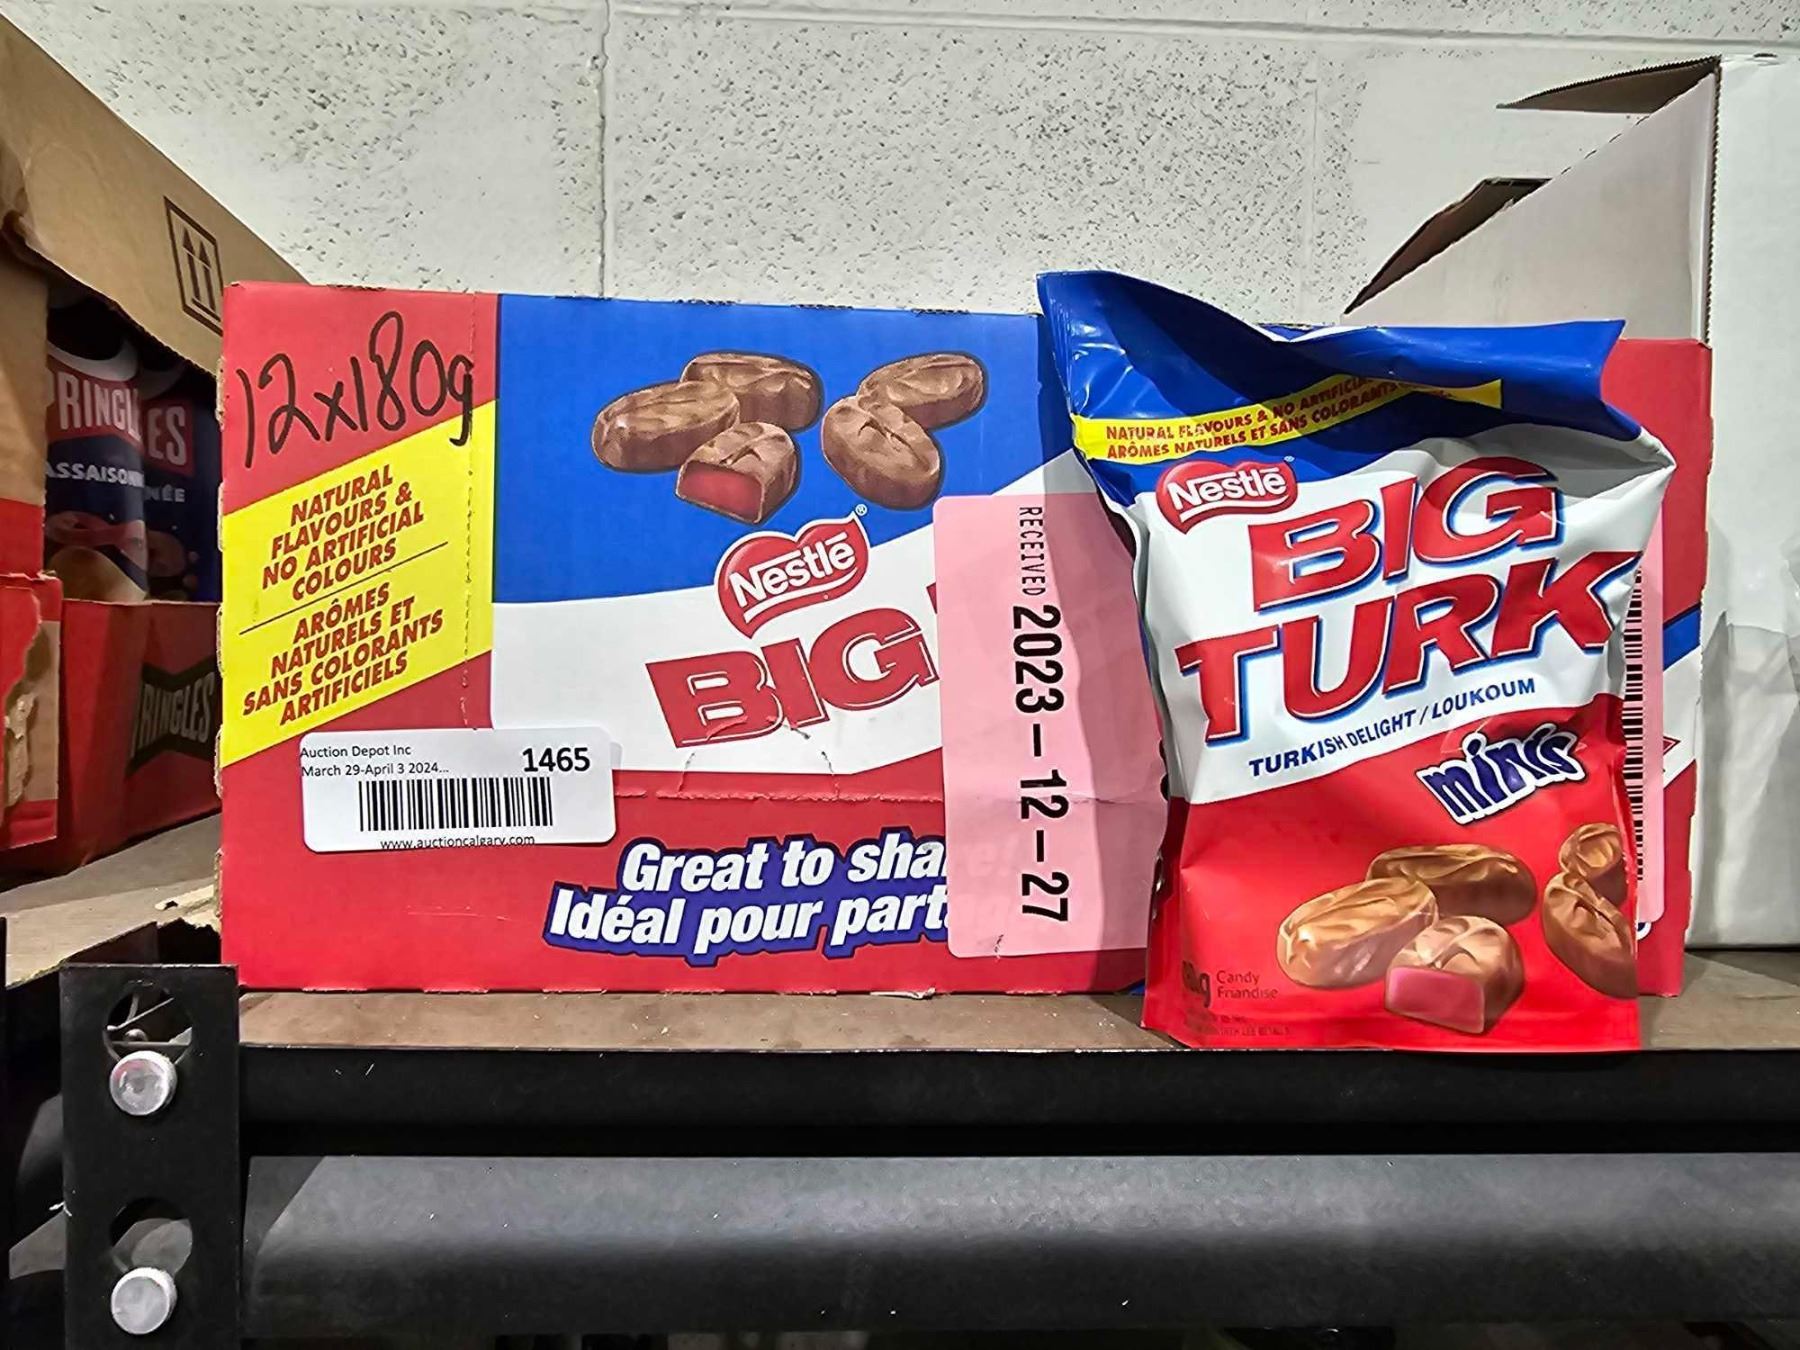 PRINGLES
ASSAISONNÉE
PRINGLES
12x180g
NATURAL
FLAVOURS &
NO ARTIFICIAL
COLOURS
ARÔMES
NATURELS ET
SANS COLORANTS
ARTIFICIELS
Nestlé®
BIG
Auction Depot Inc
March 29-April 3 2024...
1465
www.auctioncalgary.com
Great to sha
Idéal pour part
RECEIVED 2023-12-27
NATURAL FLAVOURS & NO ARTIFICIAL
ARÔMES NATURELS ET SANS COLORANTS
Nestlé
BIG
TURK
TURKISH DELIGHT / LOUKOUM
minis
g
Candy
Friandise